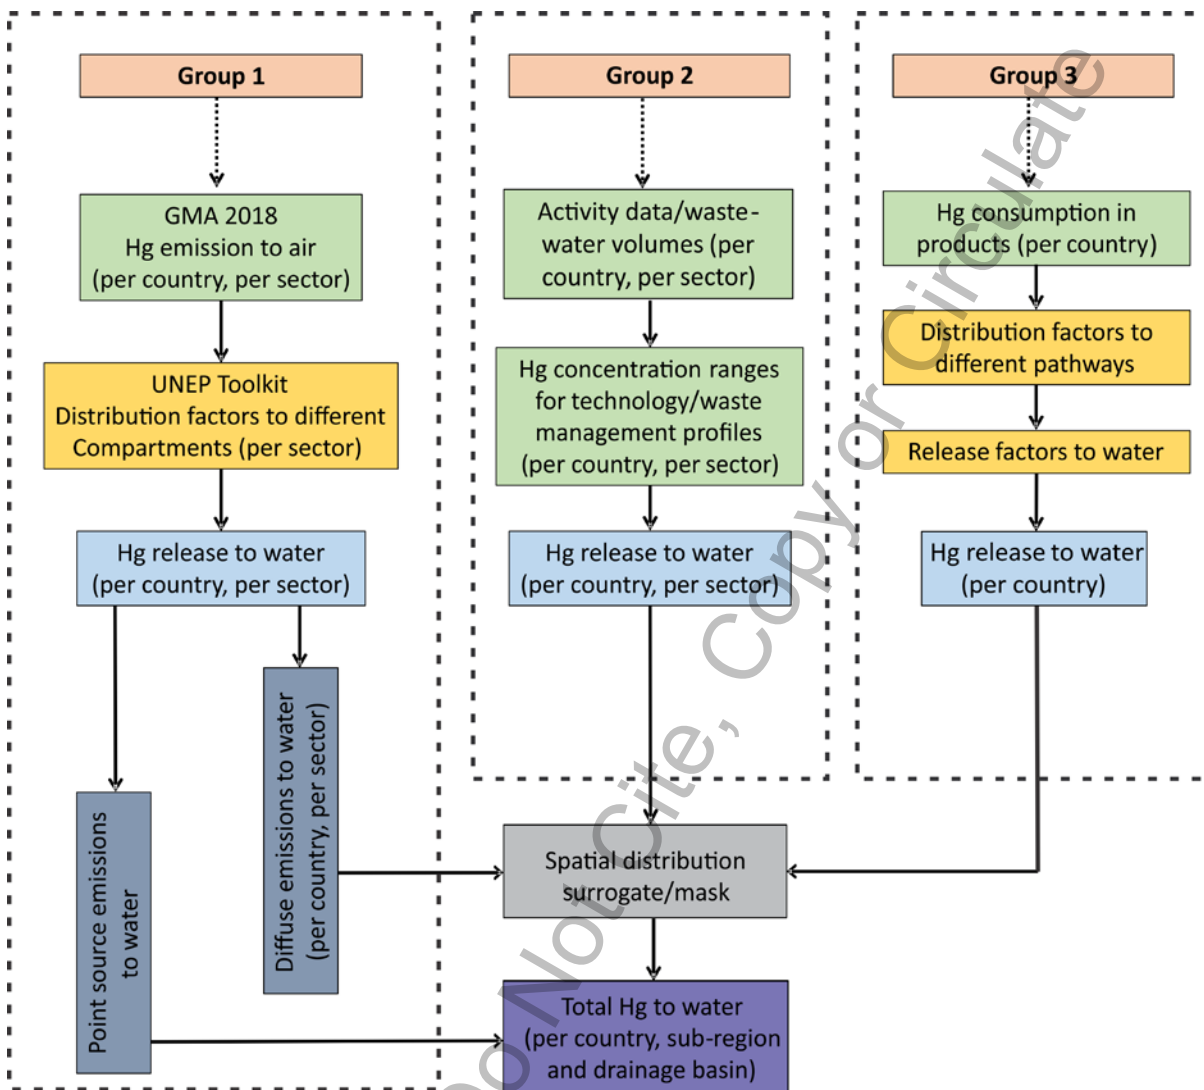 Group 1
GMA 2018
Hg emission to air
(per country, per sector)
UNEP Toolkit
Distribution factors to different
Compartments (per sector)
Hg release to water
(per country, per sector)
Point source emissions
to water
Diffuse emissions to water
(per country, per sector)
Group 2
Activity data/waste-
water volumes (per
country, per sector)
Hg concentration ranges
for technology/waste
management profiles
(per country, per sector)
Hg release to water
(per country, per sector)
Group 3
Hg consumption in
products (per country)
Distribution factors to
different pathways
Release factors to water
Hg release to water
(per country)
Spatial distribution
surrogate/mask
Total Hg to water
(per country, sub-region
and drainage basin)
Do Not Cite, Copy or Circulate